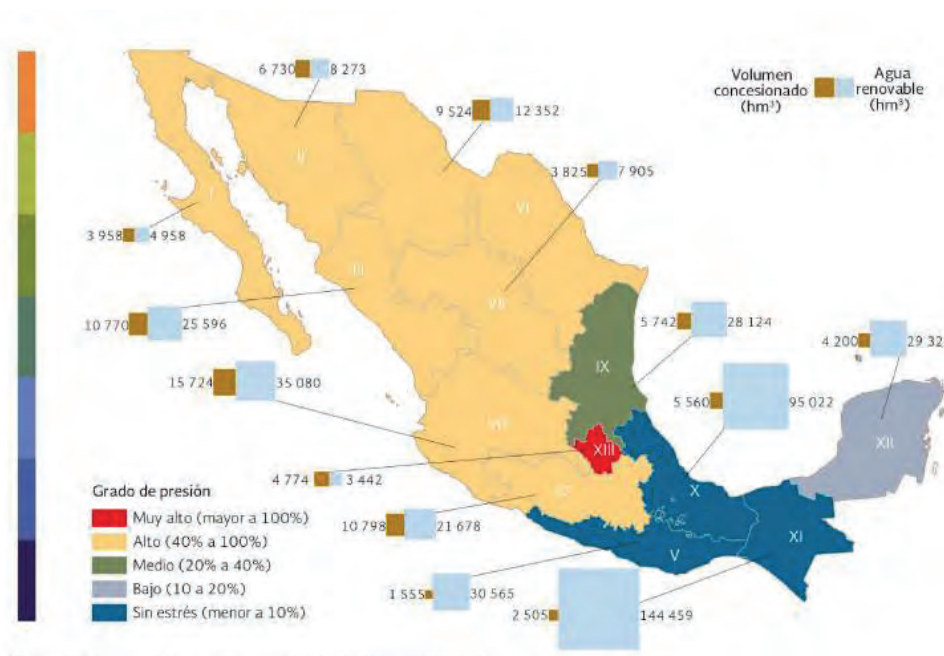 6 730 8 273
9 524 12 352
Volumen concesionado (hm³)
Agua renovable (hm³)
3 825 7 905
II
VI
I
3 958 4 958
III
VII
10 770 25 596
5 742 28 124
4 200 29 32
IX
15 724 35 080
5 560 95 022
XII
VIII
XIII
4 774 3 442
X
Grado de presión
Muy alto (mayor a 100%)
Alto (40% a 100%)
Medio (20% a 40%)
Bajo (10 a 20%)
Sin estrés (menor a 10%)
IV
10 798 21 678
XI
V
1 555 30 565
2 505 144 459